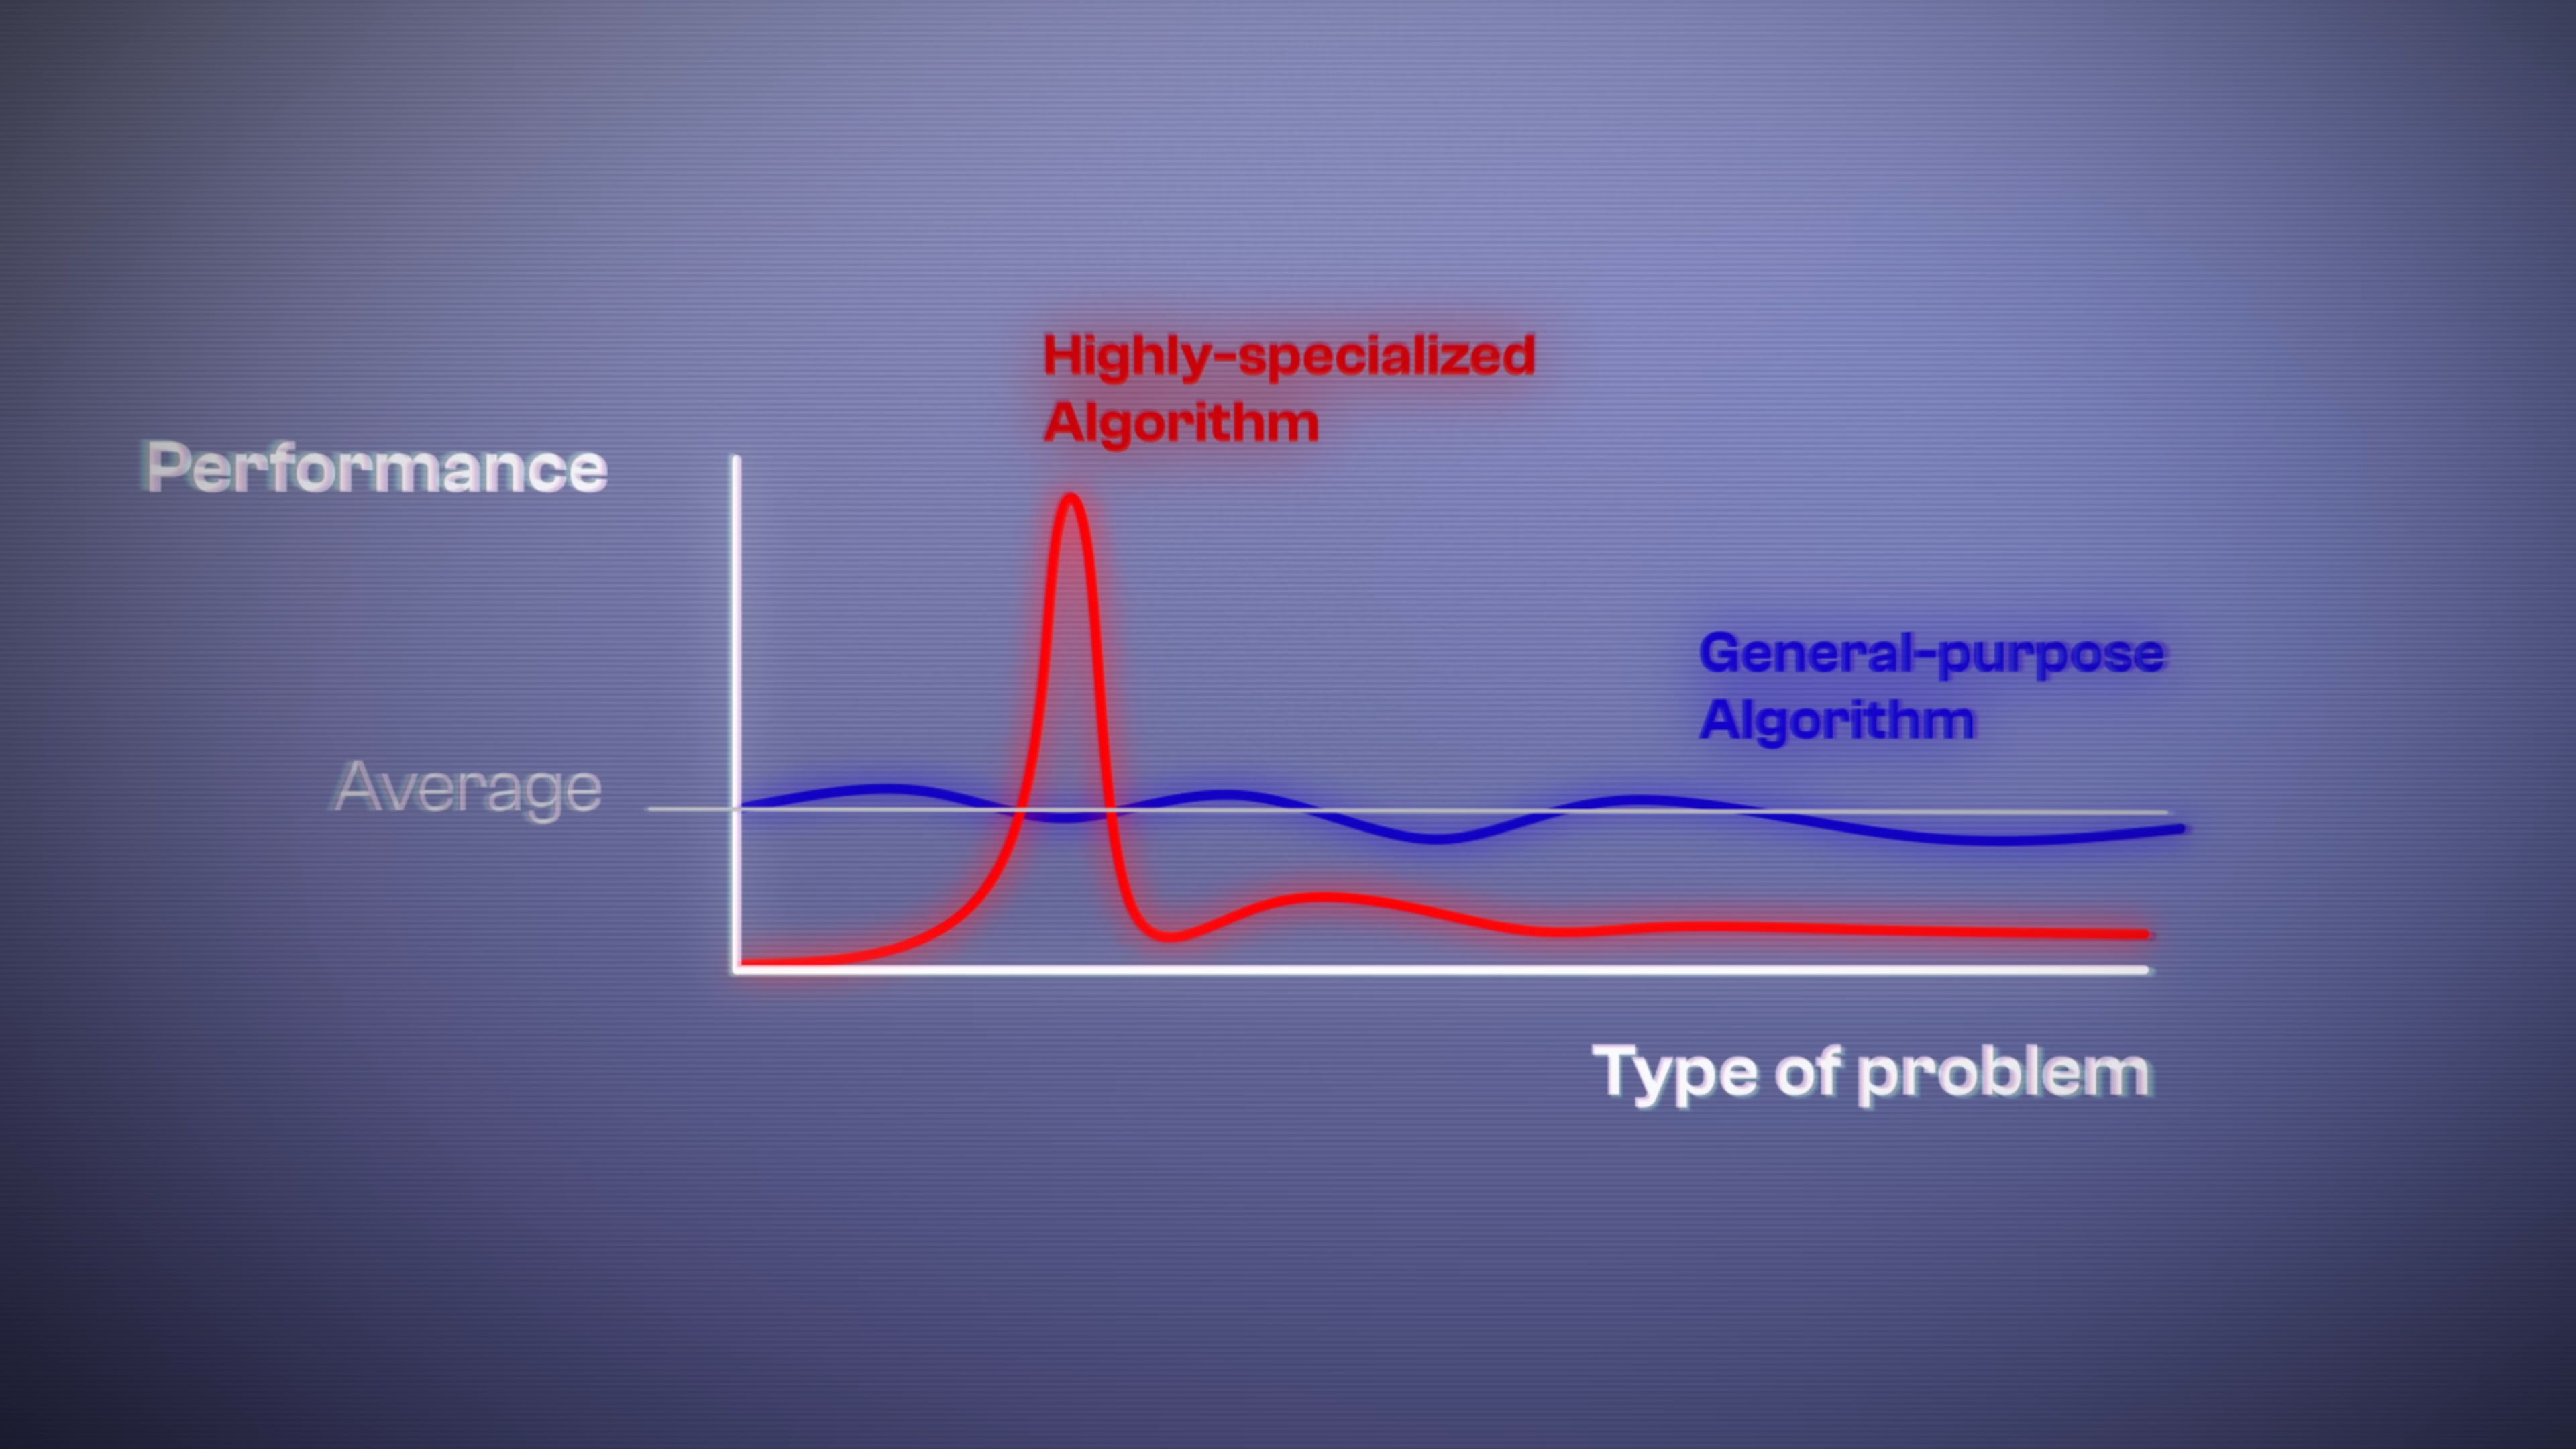 Highly-specialized
Algorithm
Performance
General-purpose
Algorithm
Average
Type of problem